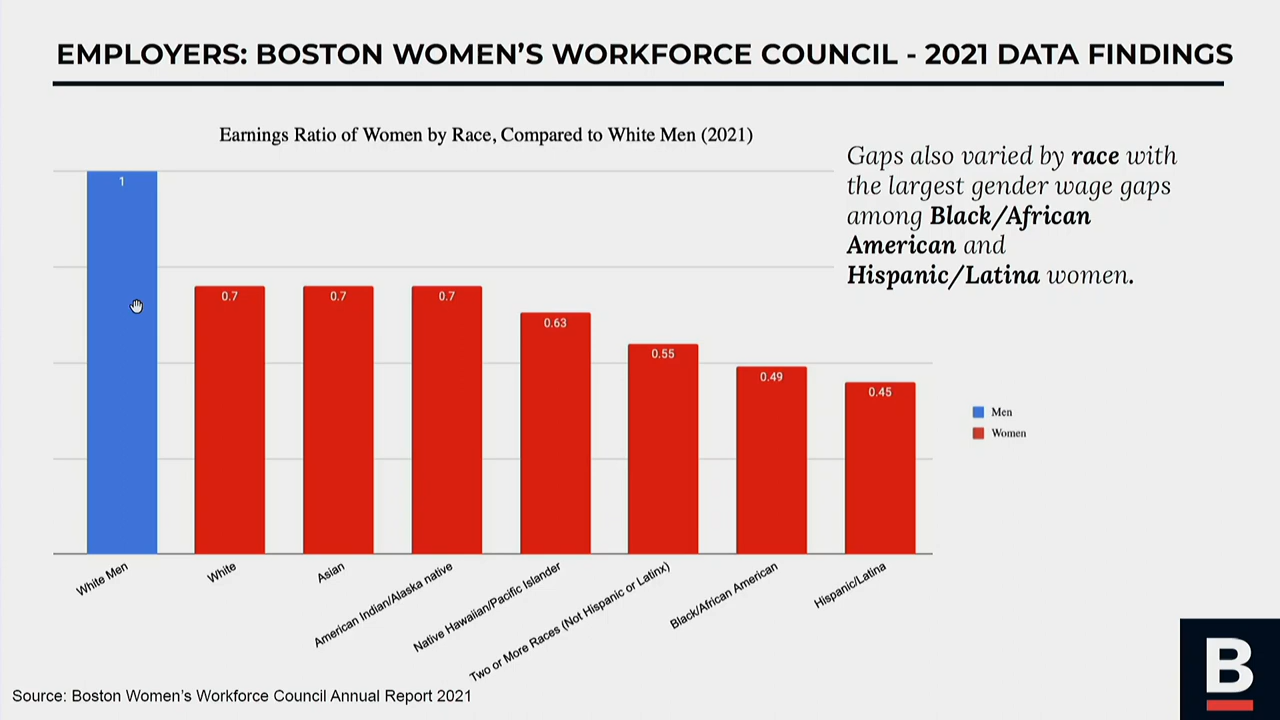 EMPLOYERS: BOSTON WOMEN'S WORKFORCE COUNCIL - 2021 DATA FINDINGS
Earnings Ratio of Women by Race, Compared to White Men (2021)
Gaps also varied by race with
the largest gender wage gaps
among Black/African
American and
Hispanic/Latina women.
1
0.7
0.7
0.7
0.63
0.55
0.49
0.45
Men
Women
White Men
White
Asian
American Indian/Alaska native
Native Hawaiian/Pacific Islander
Two or More Races (Not Hispanic or Latinx)
Black/African American
Hispanic/Latina
Source: Boston Women's Workforce Council Annual Report 2021
B